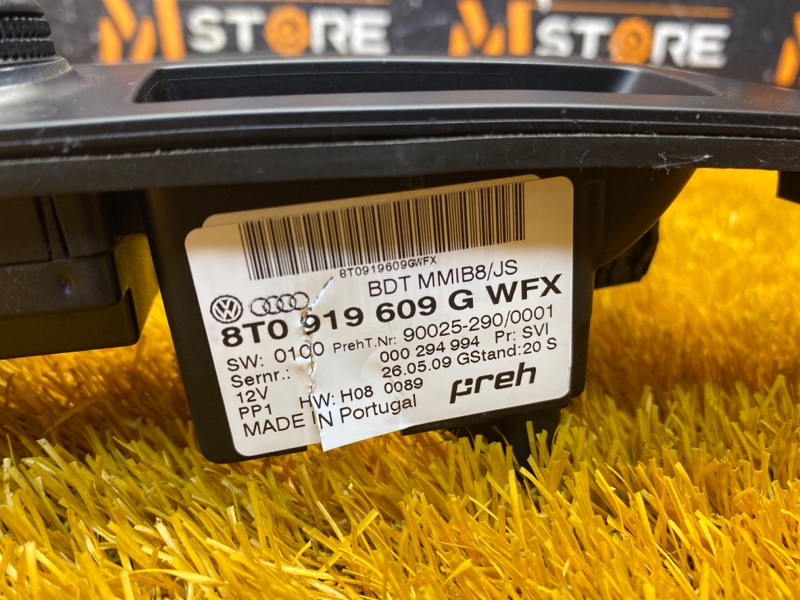 M STORE
M STORE
8T0919609GWFX
BDT MMIB8/JS
8T0 919 609 G WFX
SW: 0100 PrehT.Nr: 90025-290/0001
Sernr.: 000 294 994 Pr: SVI
12V 26.05.09 GStand:20 S
PP1 HW: H08 0089
MADE IN Portugal
preh